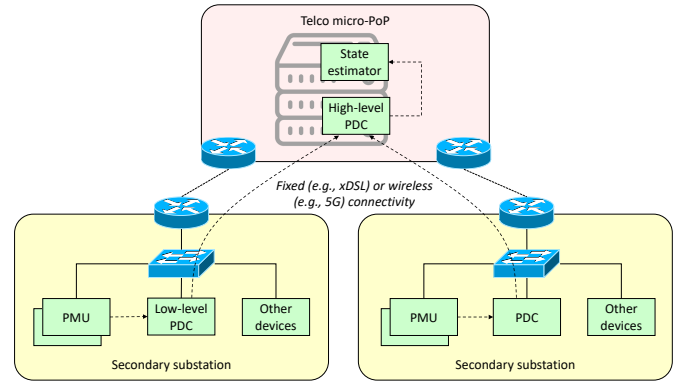 Telco micro-PoP
State
estimator
High-level
PDC
Fixed (e.g., xDSL) or wireless
(e.g., 5G) connectivity
PMU
Low-level
PDC
Other
devices
Secondary substation
PMU
PDC
Other
devices
Secondary substation